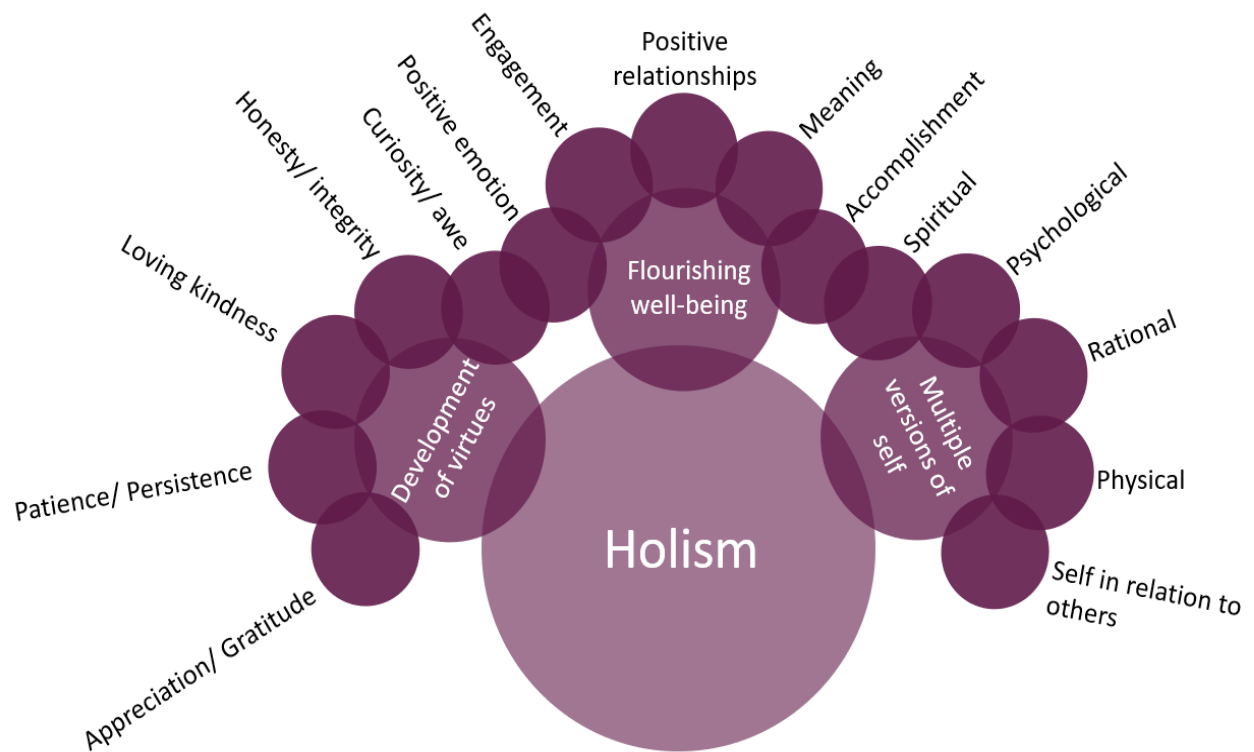 Appreciation/ Gratitude
Patience/ Persistence
Loving kindness
Honesty/ integrity
Curiosity/ awe
Positive emotion
Engagement
Positive
relationships
Meaning
Accomplishment
Spiritual
Psychological
Rational
Physical
Self in relation to
others
Development
of virtues
Flourishing
well-being
Multiple
versions of
self
Holism